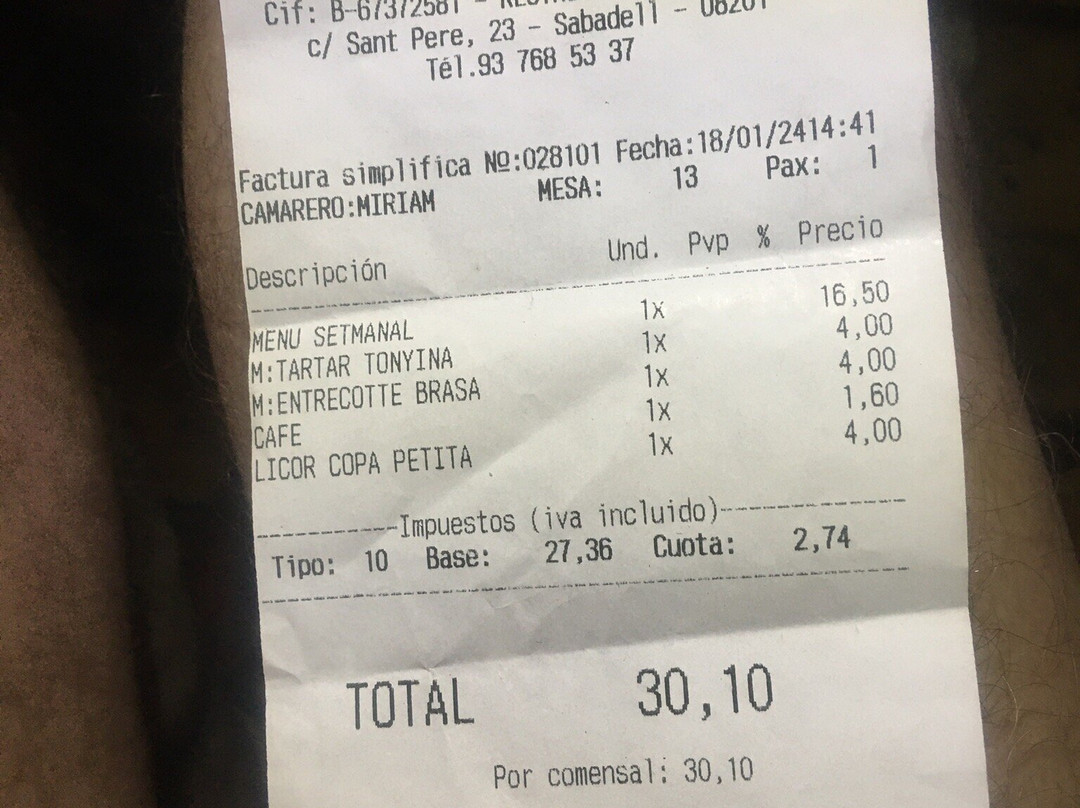 Cif: B-67372581 -
c/ Sant Pere, 23 - Sabadell - 08201
Tél.93 768 53 37
Factura simplifica Nº:028101 Fecha:18/01/2414:41
CAMARERO:MIRIAM MESA: 13 Pax: 1
Descripción Und. Pvp % Precio
MENU SETMANAL 1x 16,50
M:TARTAR TONYINA 1x 4,00
M:ENTRECOTTE BRASA 1x 4,00
CAFE 1x 1,60
LICOR COPA PETITA 1x 4,00
Impuestos (iva incluido)
Tipo: 10 Base: 27,36 Cuota: 2,74
TOTAL 30,10
Por comensal: 30,10